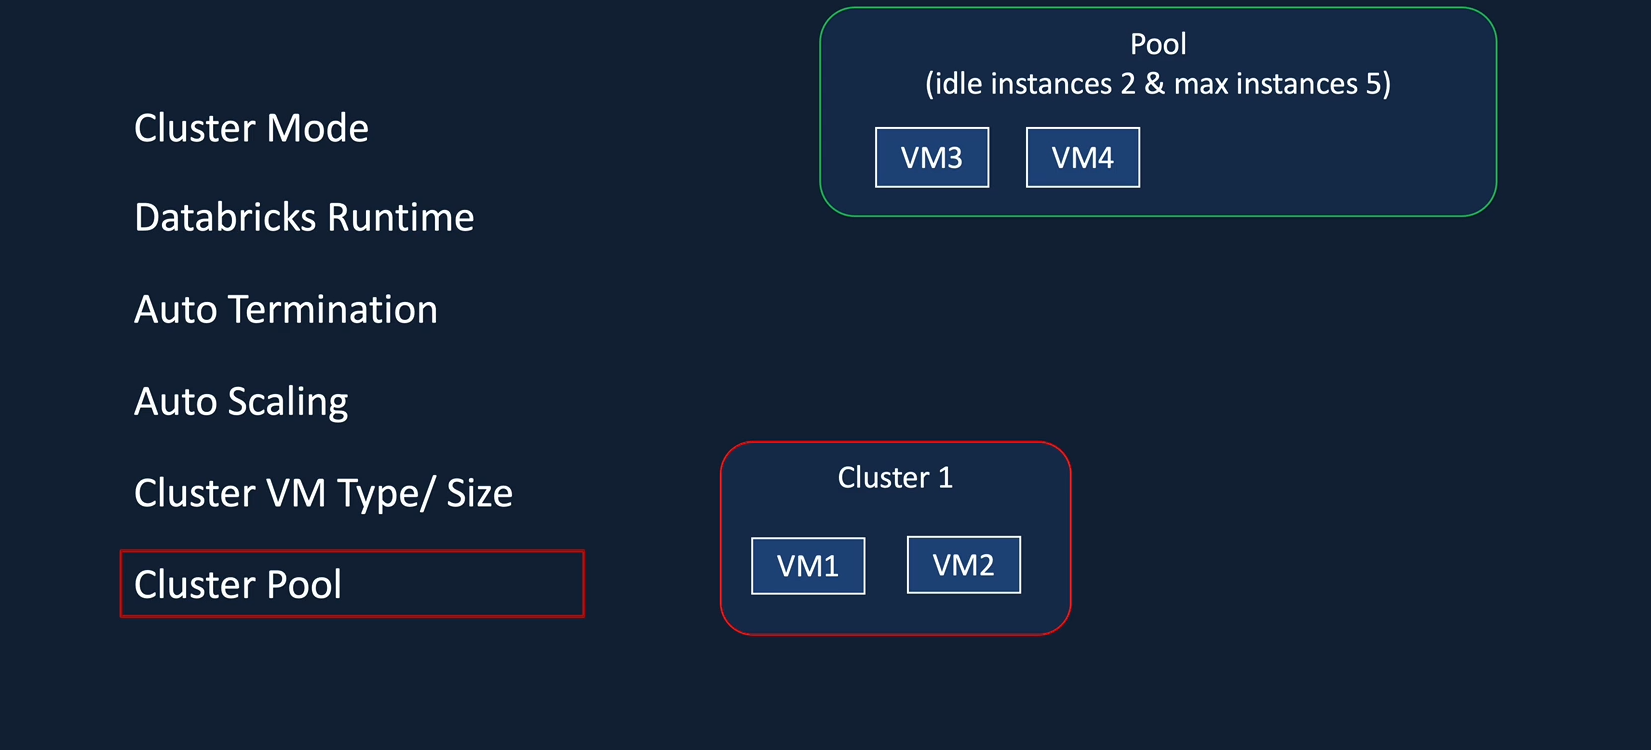 Cluster Mode
Databricks Runtime
Auto Termination
Auto Scaling
Cluster VM Type/ Size
Cluster Pool
Pool
(idle instances 2 & max instances 5)
VM3
VM4
Cluster 1
VM1
VM2